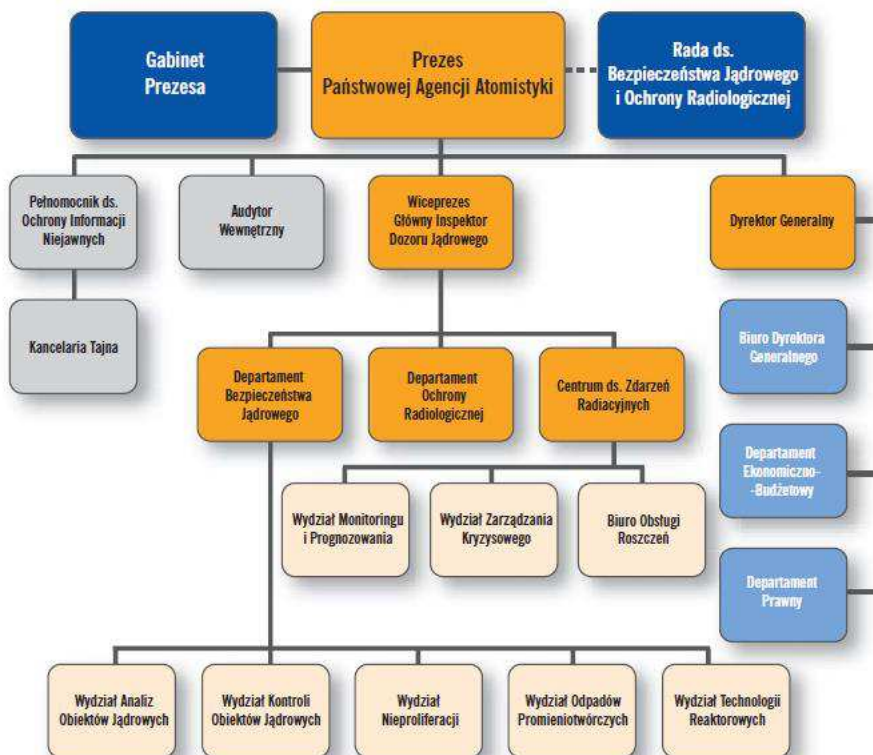 Gabinet
Prezesa
Prezes
Państwowej Agencji Atomistyki
Rada ds.
Bezpieczeństwa Jądrowego
i Ochrony Radiologicznej
Pełnomocnik ds.
Ochrony Informacji
Niejawnych
Audytor
Wewnętrzny
Wiceprezes
Główny Inspektor
Dozoru Jądrowego
Dyrektor Generalny
Kancelaria Tajna
Biuro Dyrektora
Generalnego
Departament
Bezpieczeństwa
Jądrowego
Departament
Ochrony
Radiologicznej
Centrum ds. Zdarzeń
Radiacyjnych
Departament
Ekonomiczno-
-Budżetowy
Wydział Monitoringu
i Prognozowania
Wydział Zarządzania
Kryzysowego
Biuro Obsługi
Roszczeń
Departament
Prawny
Wydział Analiz
Obiektów Jądrowych
Wydział Kontroli
Obiektów Jądrowych
Wydział
Nieproliferacji
Wydział Odpadów
Promieniotwórczych
Wydział Technologii
Reaktorowych